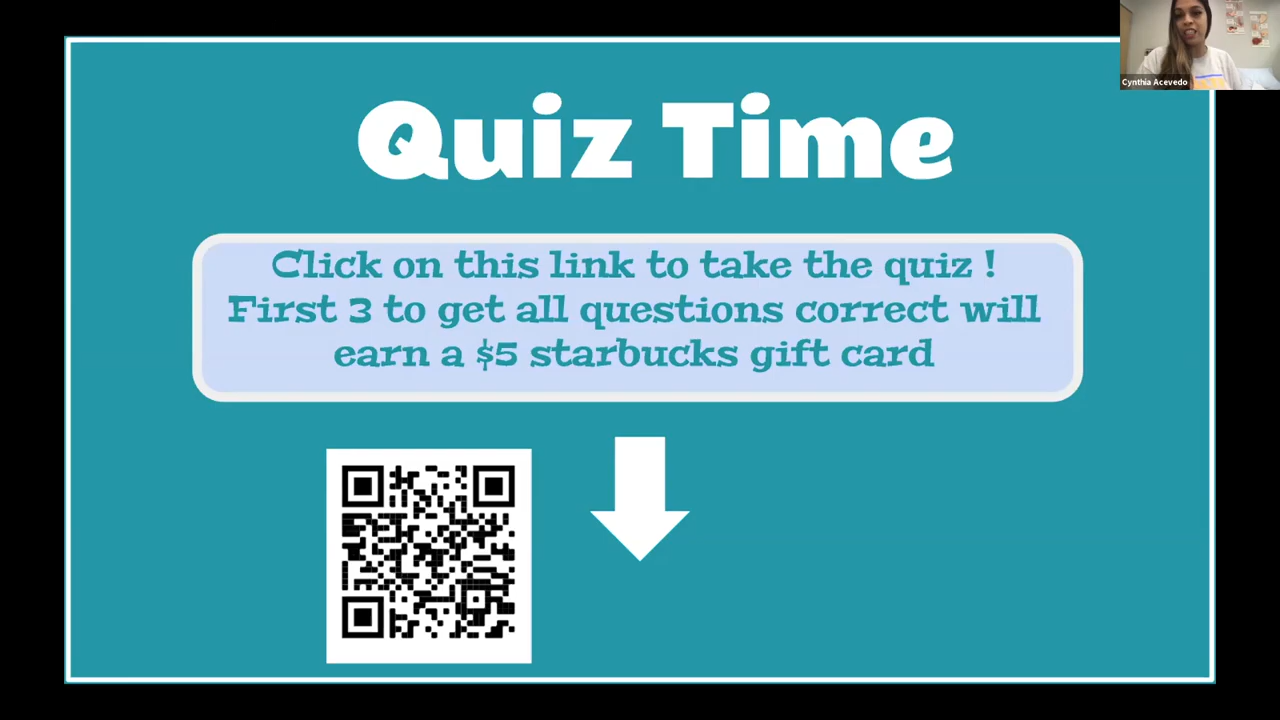 Cynthia Acevedo
Quiz Time
Click on this link to take the quiz !
First 3 to get all questions correct will
earn a $5 starbucks gift card